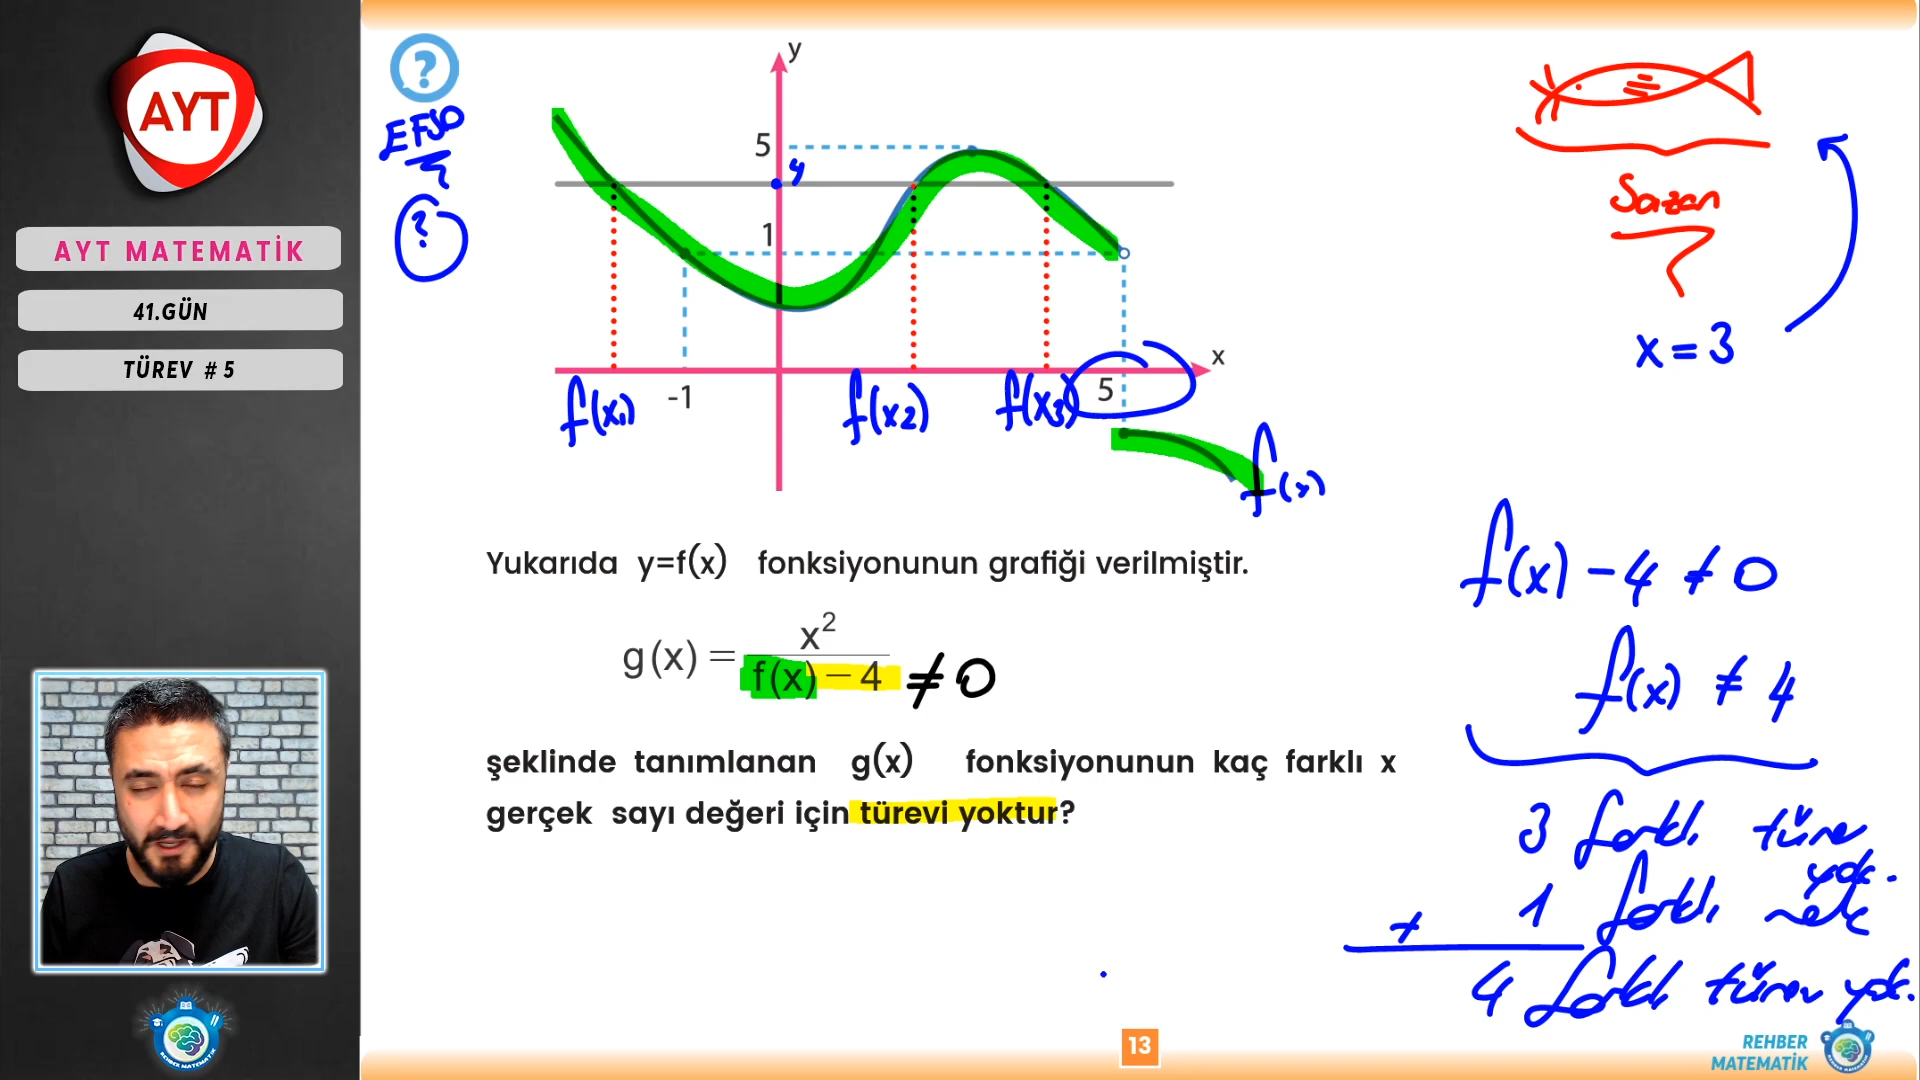 AYT
AYT MATEMATİK
41.GÜN
TÜREV # 5
REHBER MATEMATİK
?
EFSO
?
y
5
4
1
x
-1
5
f(x₁)
f(x₂)
f(x₃)
f(x)
Sazan
x = 3
Yukarıda y=f(x) fonksiyonunun grafiği verilmiştir.
g(x) = x² / f(x) − 4 ≠ 0
şeklinde tanımlanan g(x) fonksiyonunun kaç farklı x
gerçek sayı değeri için türevi yoktur?
f(x) − 4 ≠ 0
f(x) ≠ 4
3 farklı türev
yok.
+ 1 farklı
4 farklı türev yok.
13
REHBER
MATEMATİK